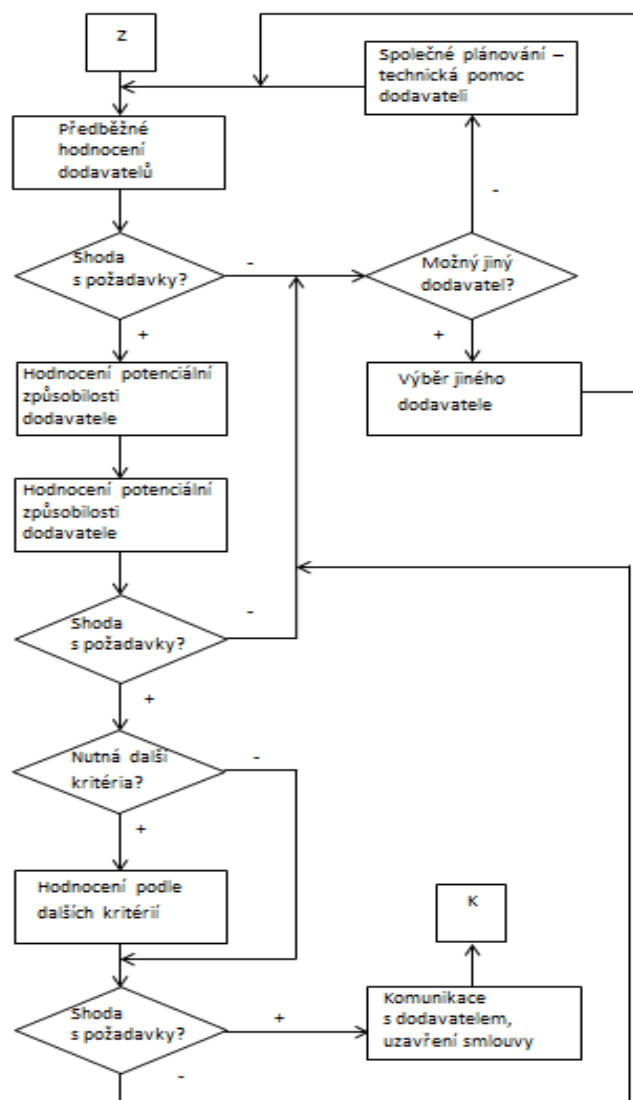 Z
Společné plánování –
technická pomoc
dodavateli
Předběžné
hodnocení
dodavatelů
-
Shoda
s požadavky?
-
Možný jiný
dodavatel?
+
+
Hodnocení potenciální
způsobilosti
dodavatele
Výběr jiného
dodavatele
Hodnocení potenciální
způsobilosti
dodavatele
Shoda
s požadavky?
-
+
Nutná další
kritéria?
-
+
Hodnocení podle
dalších kritérií
K
Shoda
s požadavky?
+
Komunikace
s dodavatelem,
uzavření smlouvy
-